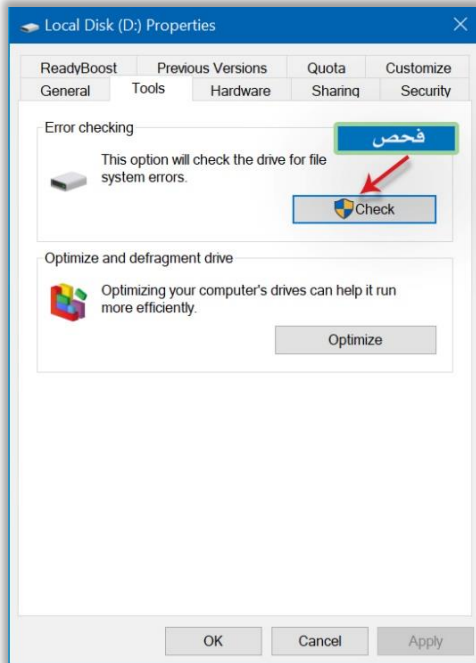 Local Disk (D:) Properties
ReadyBoost Previous Versions Quota Customize
General Tools Hardware Sharing Security
Error checking
فحص
This option will check the drive for file
system errors.
Check
Optimize and defragment drive
Optimizing your computer's drives can help it run
more efficiently.
Optimize
OK Cancel Apply